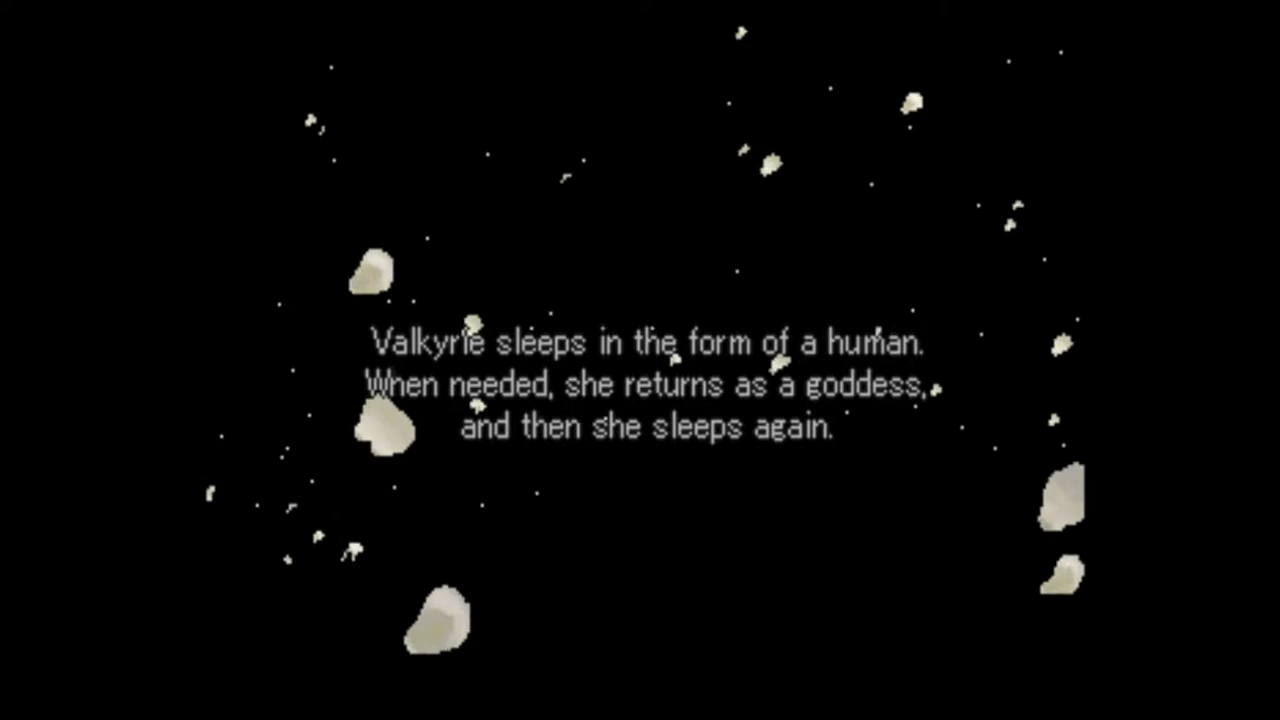 Valkyrie sleeps in the form of a human.
When needed, she returns as a goddess,
and then she sleeps again.